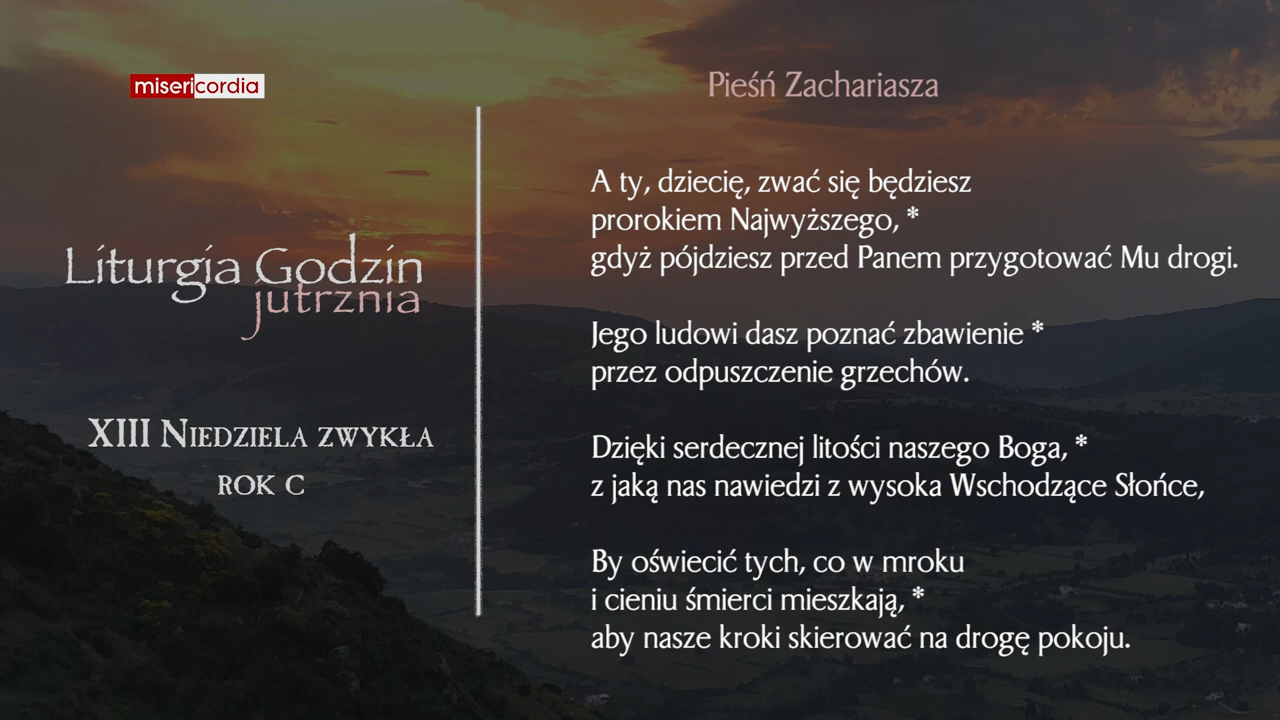 misericordia
Liturgia Godzin
jutrznia
XIII Niedziela zwykła
rok C
Pieśń Zachariasza
A ty, dziecię, zwać się będziesz
prorokiem Najwyższego, *
gdyż pójdziesz przed Panem przygotować Mu drogi.
Jego ludowi dasz poznać zbawienie *
przez odpuszczenie grzechów.
Dzięki serdecznej litości naszego Boga, *
z jaką nas nawiedzi z wysoka Wschodzące Słońce,
By oświecić tych, co w mroku
i cieniu śmierci mieszkają, *
aby nasze kroki skierować na drogę pokoju.